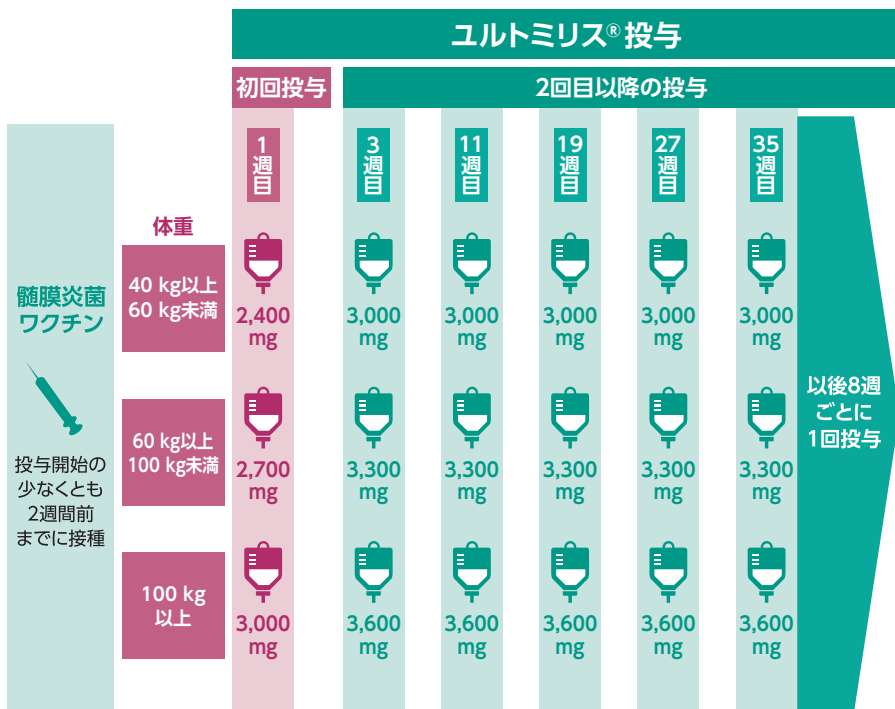 ユルトミリス®投与
初回投与
2回目以降の投与
1週目
3週目
11週目
19週目
27週目
35週目
髄膜炎菌
ワクチン
投与開始の
少なくとも
2週間前
までに接種
体重
40 kg以上
60 kg未満
2,400
mg
3,000
mg
3,000
mg
3,000
mg
3,000
mg
3,000
mg
60 kg以上
100 kg未満
2,700
mg
3,300
mg
3,300
mg
3,300
mg
3,300
mg
3,300
mg
100 kg
以上
3,000
mg
3,600
mg
3,600
mg
3,600
mg
3,600
mg
3,600
mg
以後8週
ごとに
1回投与